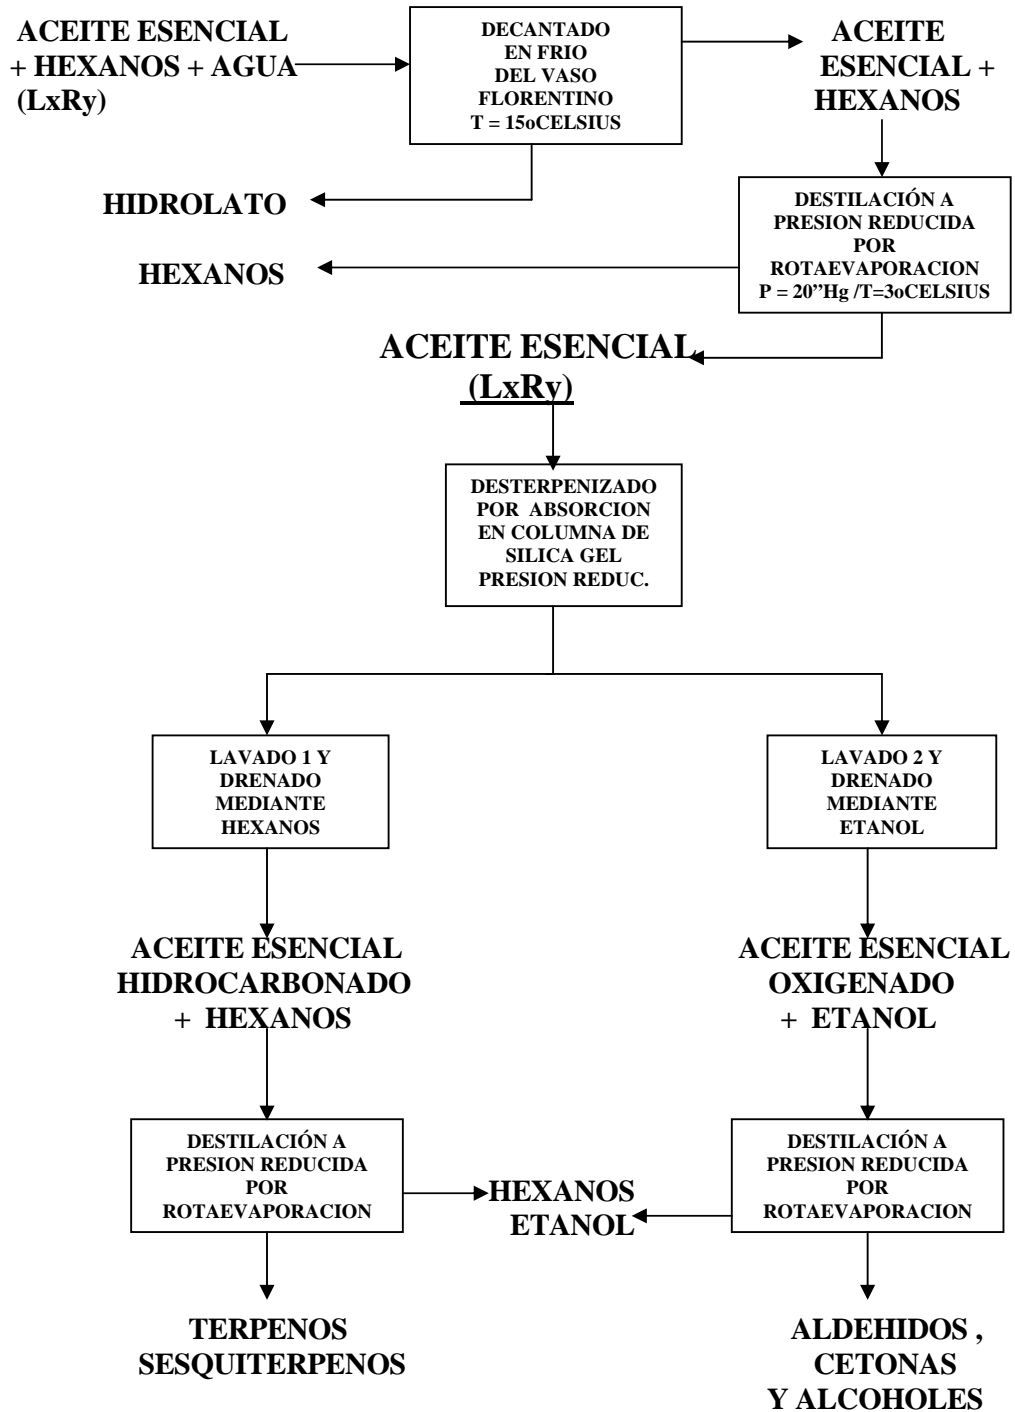 ACEITE ESENCIAL
+ HEXANOS + AGUA
(LxRy)
DECANTADO
EN FRIO
DEL VASO
FLORENTINO
T = 15oCELSIUS
ACEITE
ESENCIAL +
HEXANOS
HIDROLATO
DESTILACIÓN A
PRESION REDUCIDA
POR
ROTAEVAPORACION
P = 20”Hg /T=3oCELSIUS
HEXANOS
ACEITE ESENCIAL
(LxRy)
DESTERPENIZADO
POR ABSORCION
EN COLUMNA DE
SILICA GEL
PRESION REDUC.
LAVADO 1 Y
DRENADO
MEDIANTE
HEXANOS
LAVADO 2 Y
DRENADO
MEDIANTE
ETANOL
ACEITE ESENCIAL
HIDROCARBONADO
+ HEXANOS
ACEITE ESENCIAL
OXIGENADO
+ ETANOL
DESTILACIÓN A
PRESION REDUCIDA
POR
ROTAEVAPORACION
HEXANOS
ETANOL
DESTILACIÓN A
PRESION REDUCIDA
POR
ROTAEVAPORACION
TERPENOS
SESQUITERPENOS
ALDEHIDOS ,
CETONAS
Y ALCOHOLES